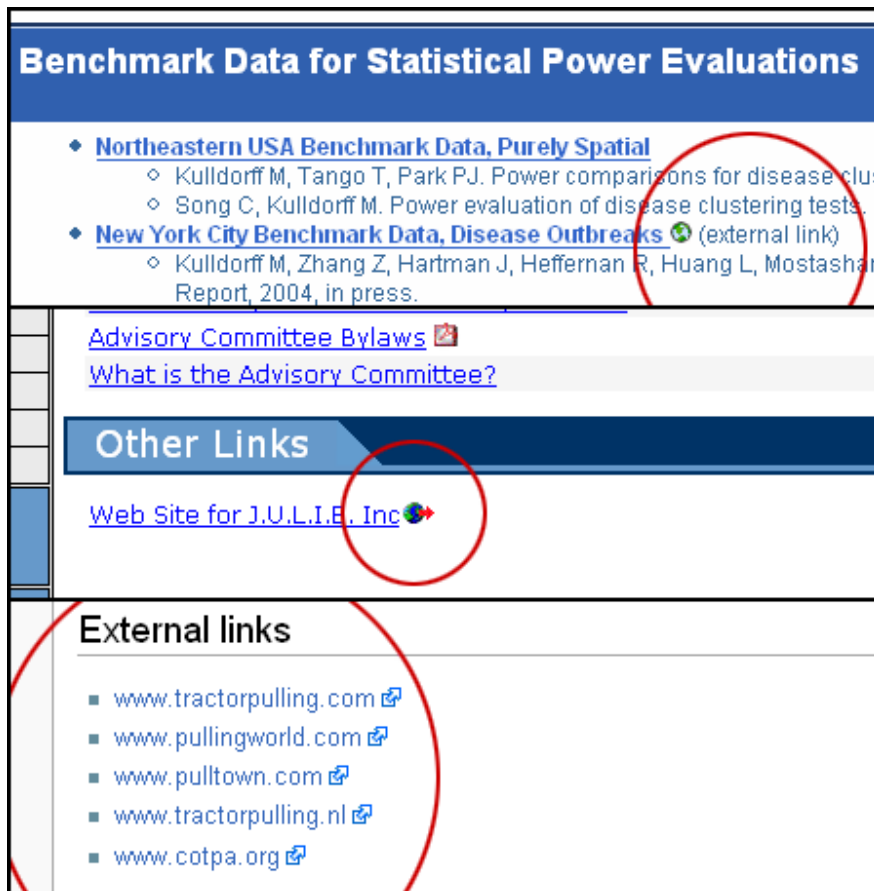 Benchmark Data for Statistical Power Evaluations
Northeastern USA Benchmark Data, Purely Spatial
Kulldorff M, Tango T, Park PJ. Power comparisons for disease clus
Song C, Kulldorff M. Power evaluation of disease clustering tests.
New York City Benchmark Data, Disease Outbreaks (external link)
Kulldorff M, Zhang Z, Hartman J, Heffernan R, Huang L, Mostashar
Report, 2004, in press.
Advisory Committee Bylaws
What is the Advisory Committee?
Other Links
Web Site for J.U.L.I.E. Inc
External links
www.tractorpulling.com
www.pullingworld.com
www.pulltown.com
www.tractorpulling.nl
www.cotpa.org